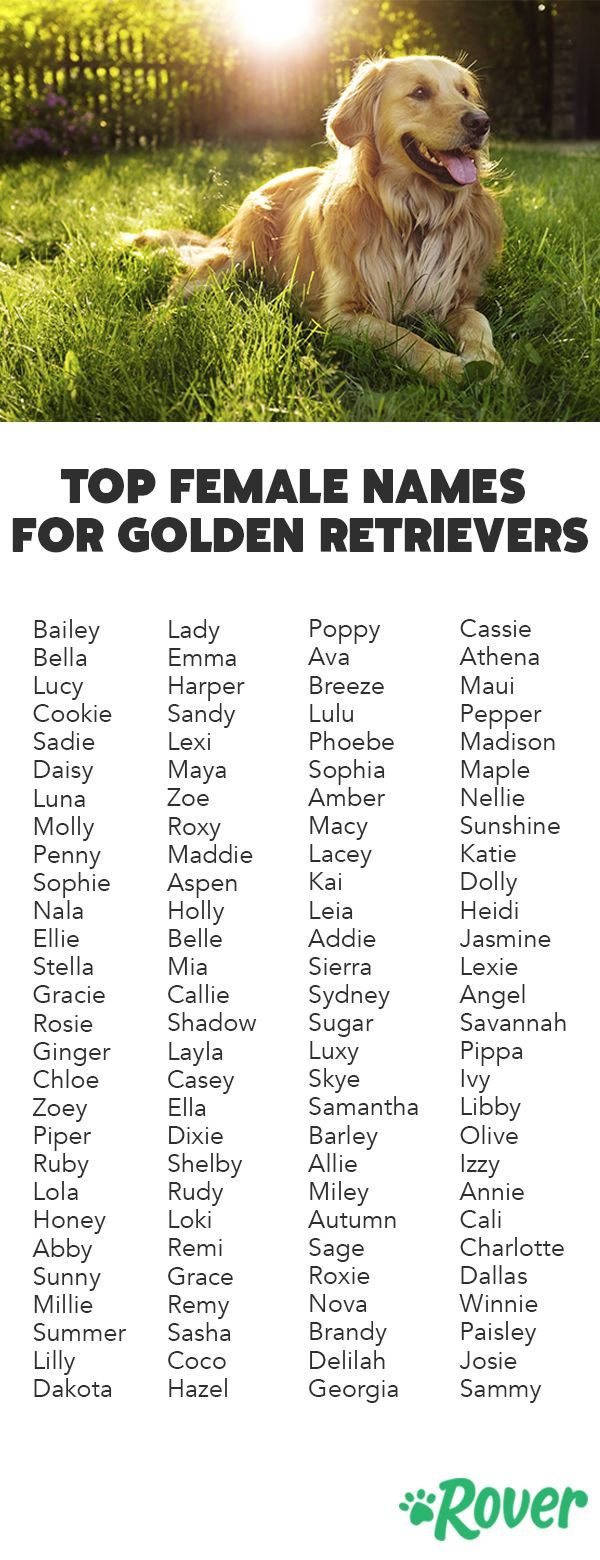 TOP FEMALE NAMES
FOR GOLDEN RETRIEVERS
Bailey
Bella
Lucy
Cookie
Sadie
Daisy
Luna
Molly
Penny
Sophie
Nala
Ellie
Stella
Gracie
Rosie
Ginger
Chloe
Zoey
Piper
Ruby
Lola
Honey
Abby
Sunny
Millie
Summer
Lilly
Dakota
Lady
Emma
Harper
Sandy
Lexi
Maya
Zoe
Roxy
Maddie
Aspen
Holly
Belle
Mia
Callie
Shadow
Layla
Casey
Ella
Dixie
Shelby
Rudy
Loki
Remi
Grace
Remy
Sasha
Coco
Hazel
Poppy
Ava
Breeze
Lulu
Phoebe
Sophia
Amber
Macy
Lacey
Kai
Leia
Addie
Sierra
Sydney
Sugar
Luxy
Skye
Samantha
Barley
Allie
Miley
Autumn
Sage
Roxie
Nova
Brandy
Delilah
Georgia
Cassie
Athena
Maui
Pepper
Madison
Maple
Nellie
Sunshine
Katie
Dolly
Heidi
Jasmine
Lexie
Angel
Savannah
Pippa
Ivy
Libby
Olive
Izzy
Annie
Cali
Charlotte
Dallas
Winnie
Paisley
Josie
Sammy
Rover